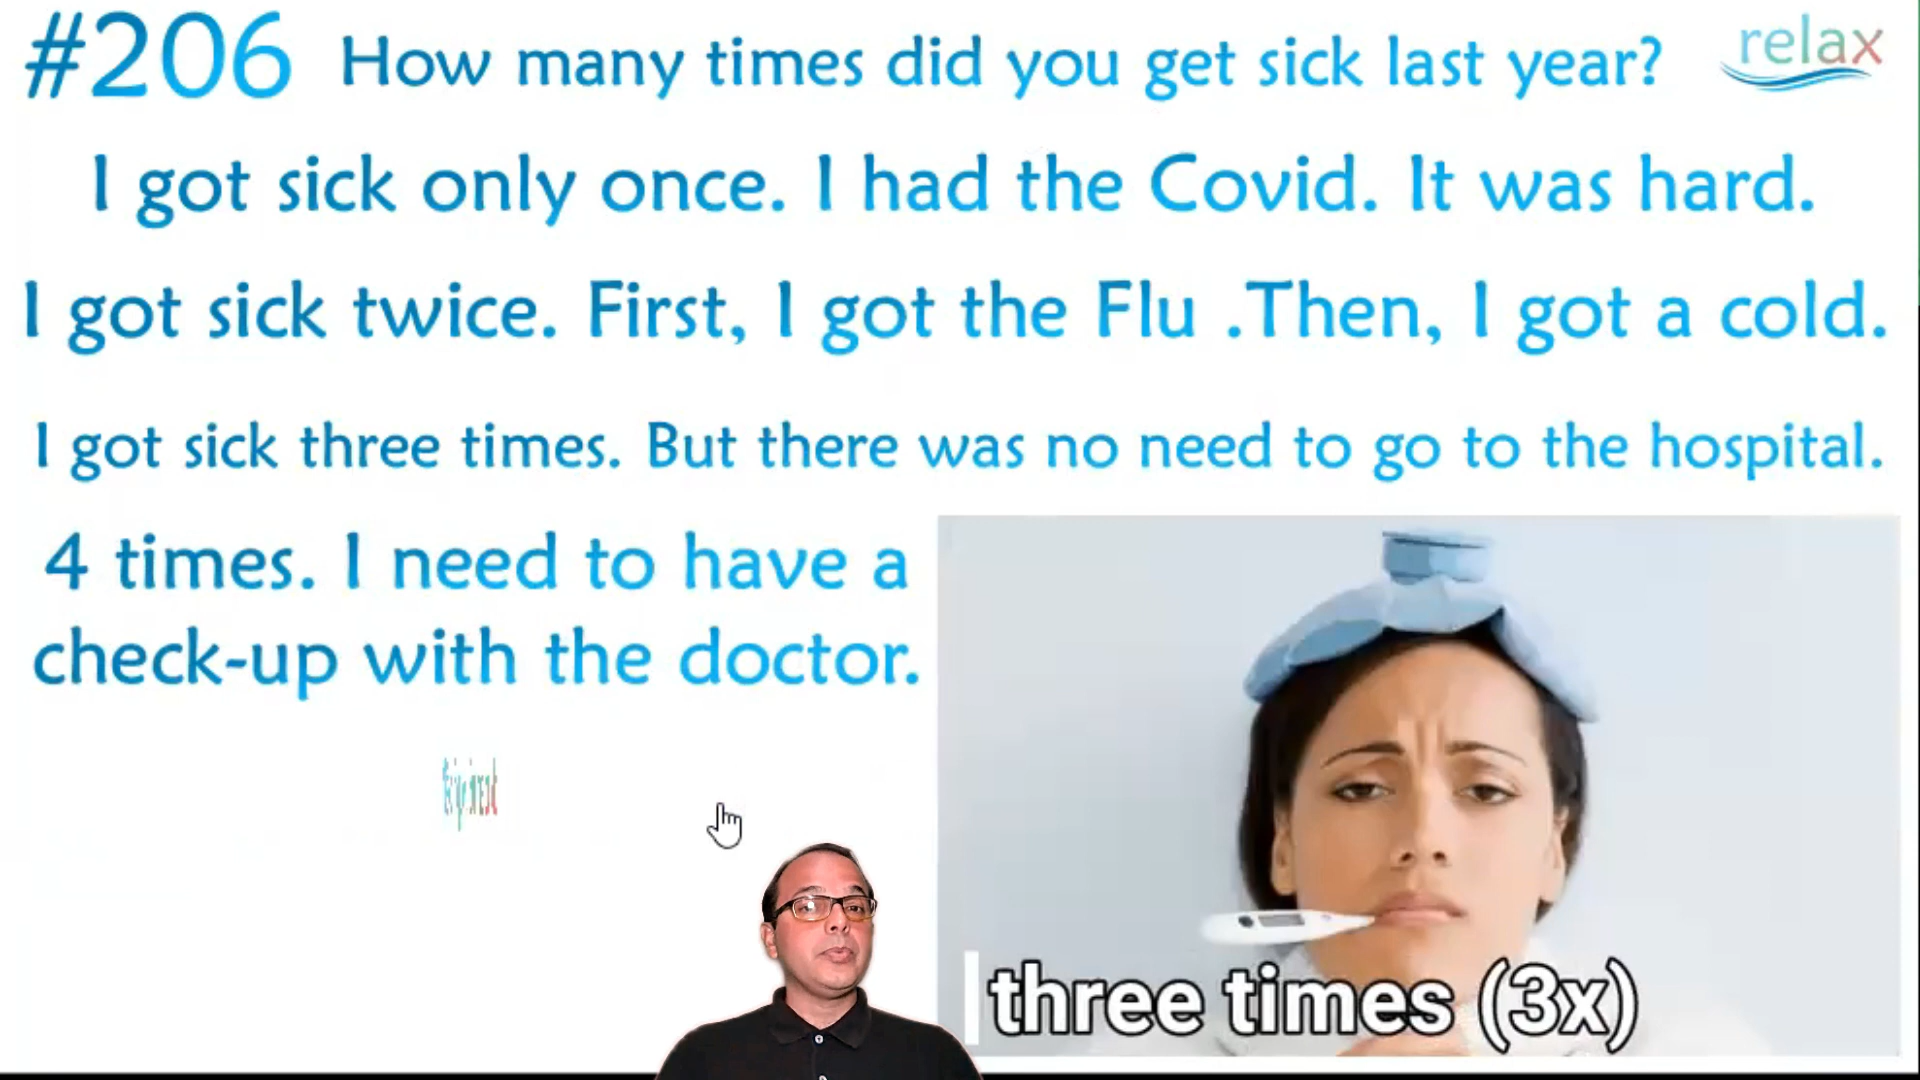 #206 How many times did you get sick last year? relax
I got sick only once. I had the Covid. It was hard.
I got sick twice. First, I got the Flu .Then, I got a cold.
I got sick three times. But there was no need to go to the hospital.
4 times. I need to have a
check-up with the doctor.
three times (3x)